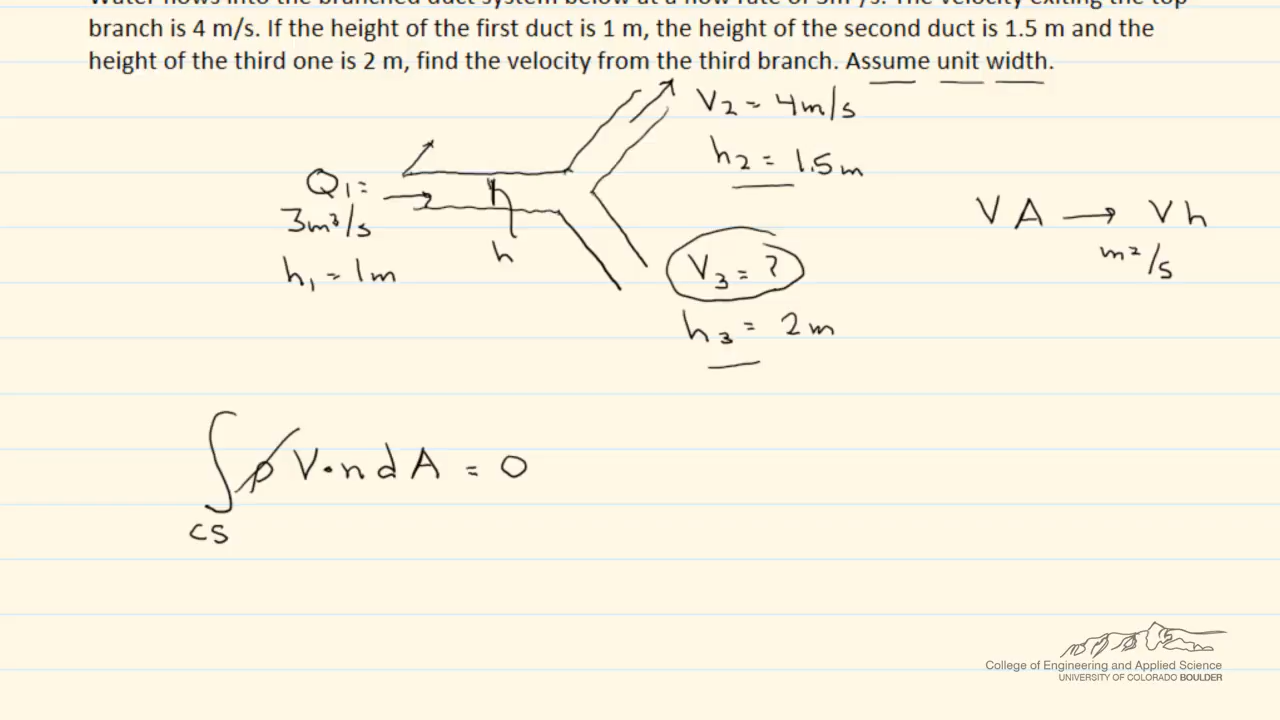 branch is 4 m/s. If the height of the first duct is 1 m, the height of the second duct is 1.5 m and the
height of the third one is 2 m, find the velocity from the third branch. Assume unit width.
V2 = 4m/s
h2 = 1.5m
Q1 =
3m³/s
h1 = 1m
h
V3 = ?
h3 = 2m
VA → Vh
m²/s
∫ρV·ndA = 0
CS
College of Engineering and Applied Science
UNIVERSITY OF COLORADO BOULDER